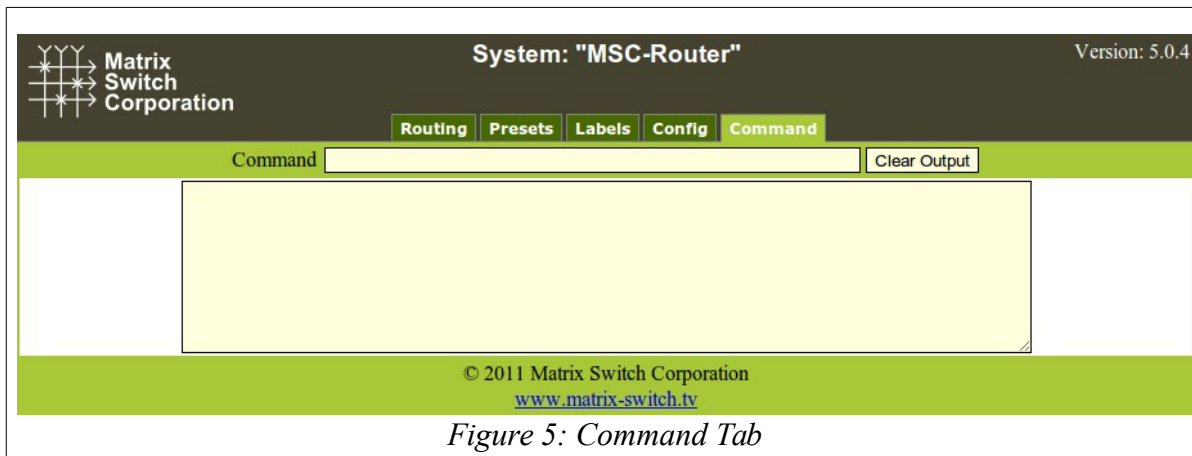 Matrix
Switch
Corporation
System: "MSC-Router"
Version: 5.0.4
Routing Presets Labels Config Command
Command Clear Output
© 2011 Matrix Switch Corporation
www.matrix-switch.tv
Figure 5: Command Tab